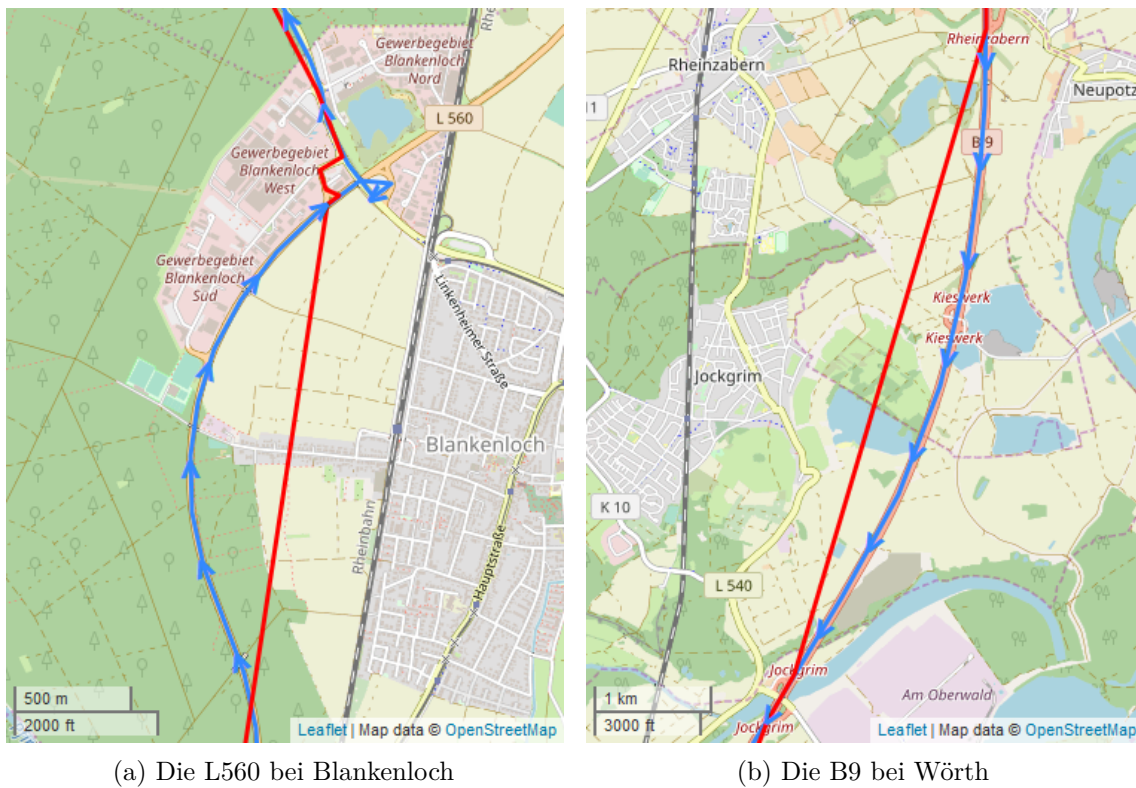 Gewerbegebiet
Blankenloch
Nord
L 560
Gewerbegebiet
Blankenloch
West
Gewerbegebiet
Blankenloch
Süd
Linkenheimer Straße
Blankenloch
Rheinbahn
Hauptstraße
500 m
2000 ft
Leaflet | Map data © OpenStreetMap
(a) Die L560 bei Blankenloch
Rheinzabern
Rheinzabern
Neupotz
B 9
Kieswerk
Kieswerk
Jockgrim
K 10
L 540
Jockgrim
Am Oberwald
Jockgrim
1 km
3000 ft
Leaflet | Map data © OpenStreetMap
(b) Die B9 bei Wörth